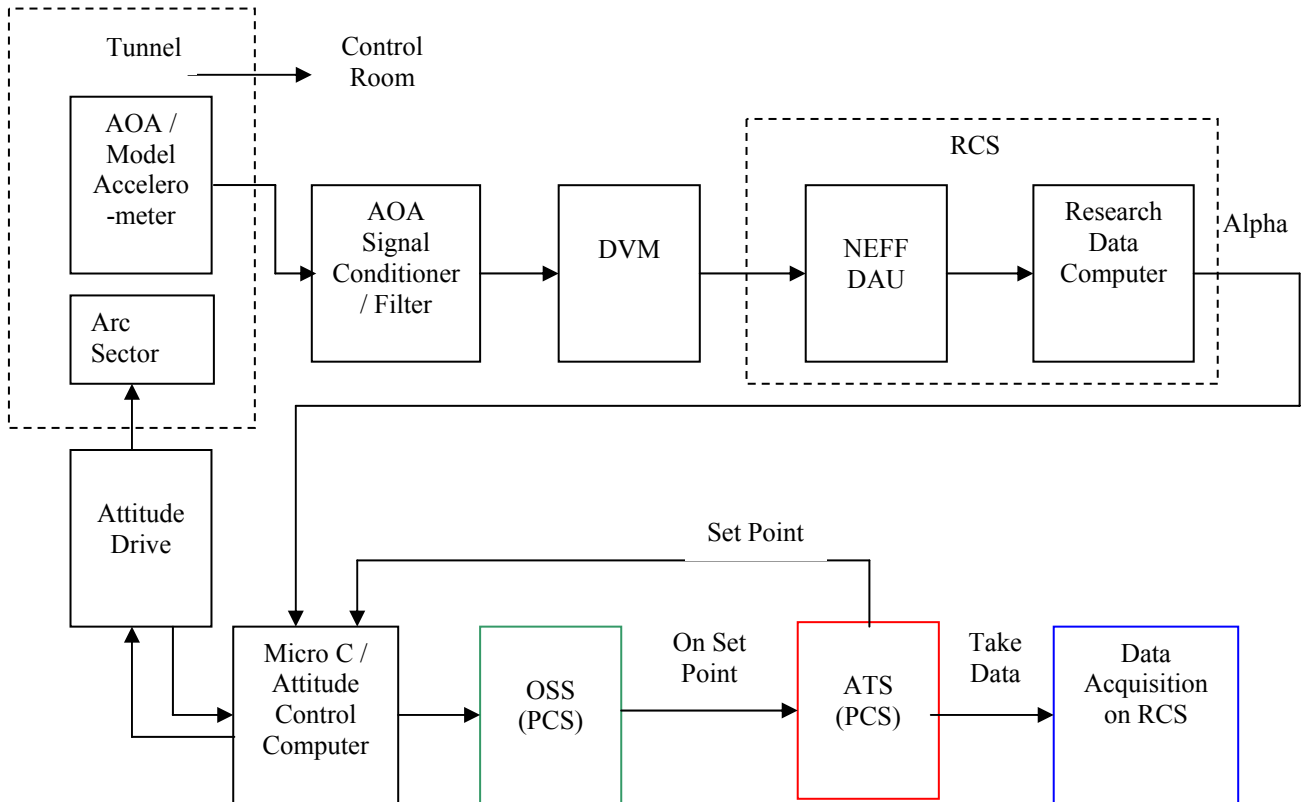 Tunnel
Control
Room
AOA /
Model
Accelero
-meter
Arc
Sector
AOA
Signal
Conditioner
/ Filter
DVM
RCS
NEFF
DAU
Research
Data
Computer
Alpha
Attitude
Drive
Set Point
Micro C /
Attitude
Control
Computer
OSS
(PCS)
On Set
Point
ATS
(PCS)
Take
Data
Data
Acquisition
on RCS